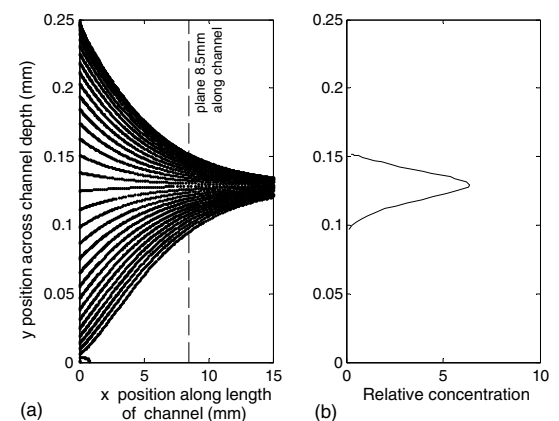 0.25
0.2
0.15
0.1
0.05
0
y position across channel depth (mm)
plane 8.5mm
along channel
0 5 10 15
x position along length
of channel (mm)
(a)
0.25
0.2
0.15
0.1
0.05
0
0 5 10
Relative concentration
(b)